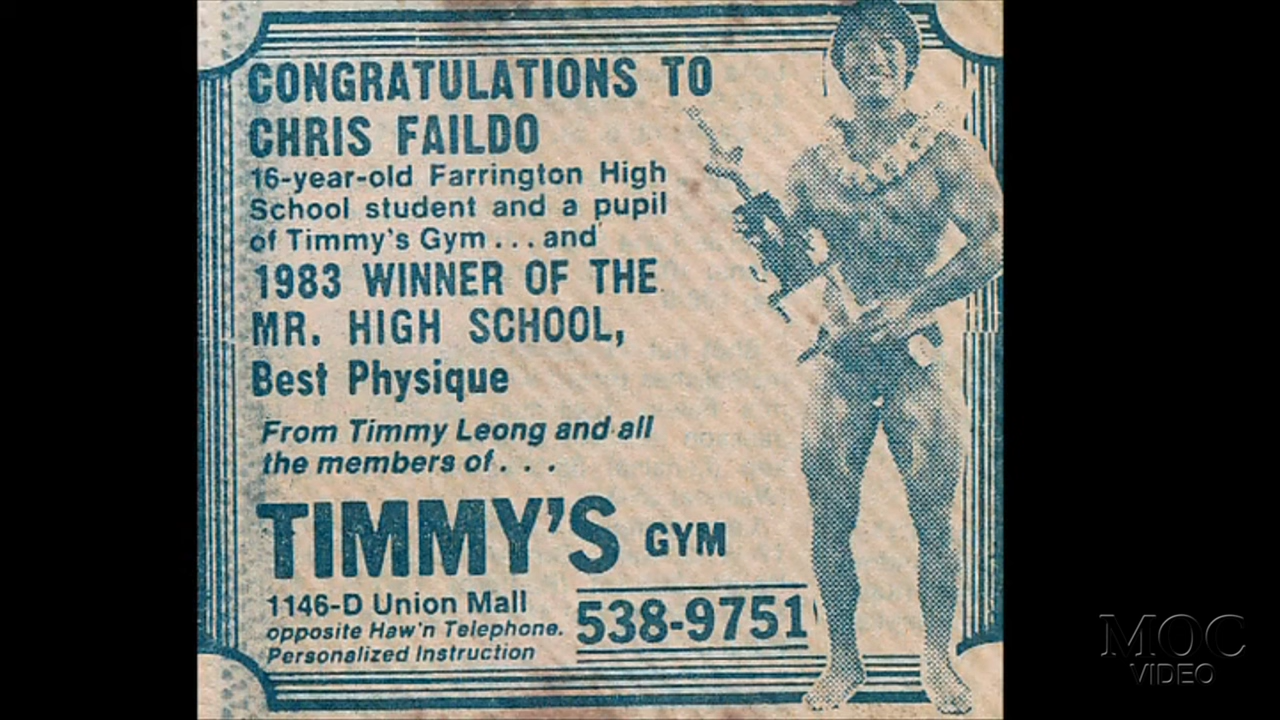 CONGRATULATIONS TO
CHRIS FAILDO
16-year-old Farrington High
School student and a pupil
of Timmy's Gym...and
1983 WINNER OF THE
MR. HIGH SCHOOL,
Best Physique
From Timmy Leong and all
the members of...
TIMMY'S GYM
1146-D Union Mall
opposite Haw'n Telephone.
Personalized Instruction
538-9751
MOC
VIDEO